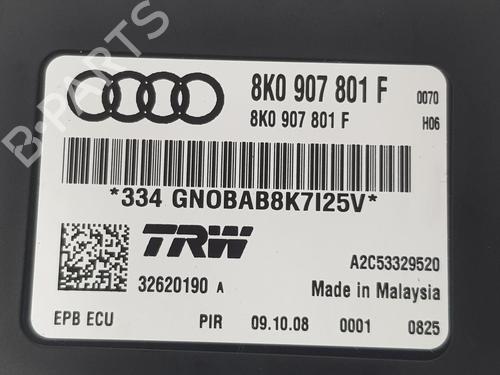 8K0 907 801 F 0070
8K0 907 801 F H06
*334 GN0BAB8K7I25V*
TRW
A2C53329520
32620190 A Made in Malaysia
EPB ECU PIR 09.10.08 0001 0825
B-PARTS